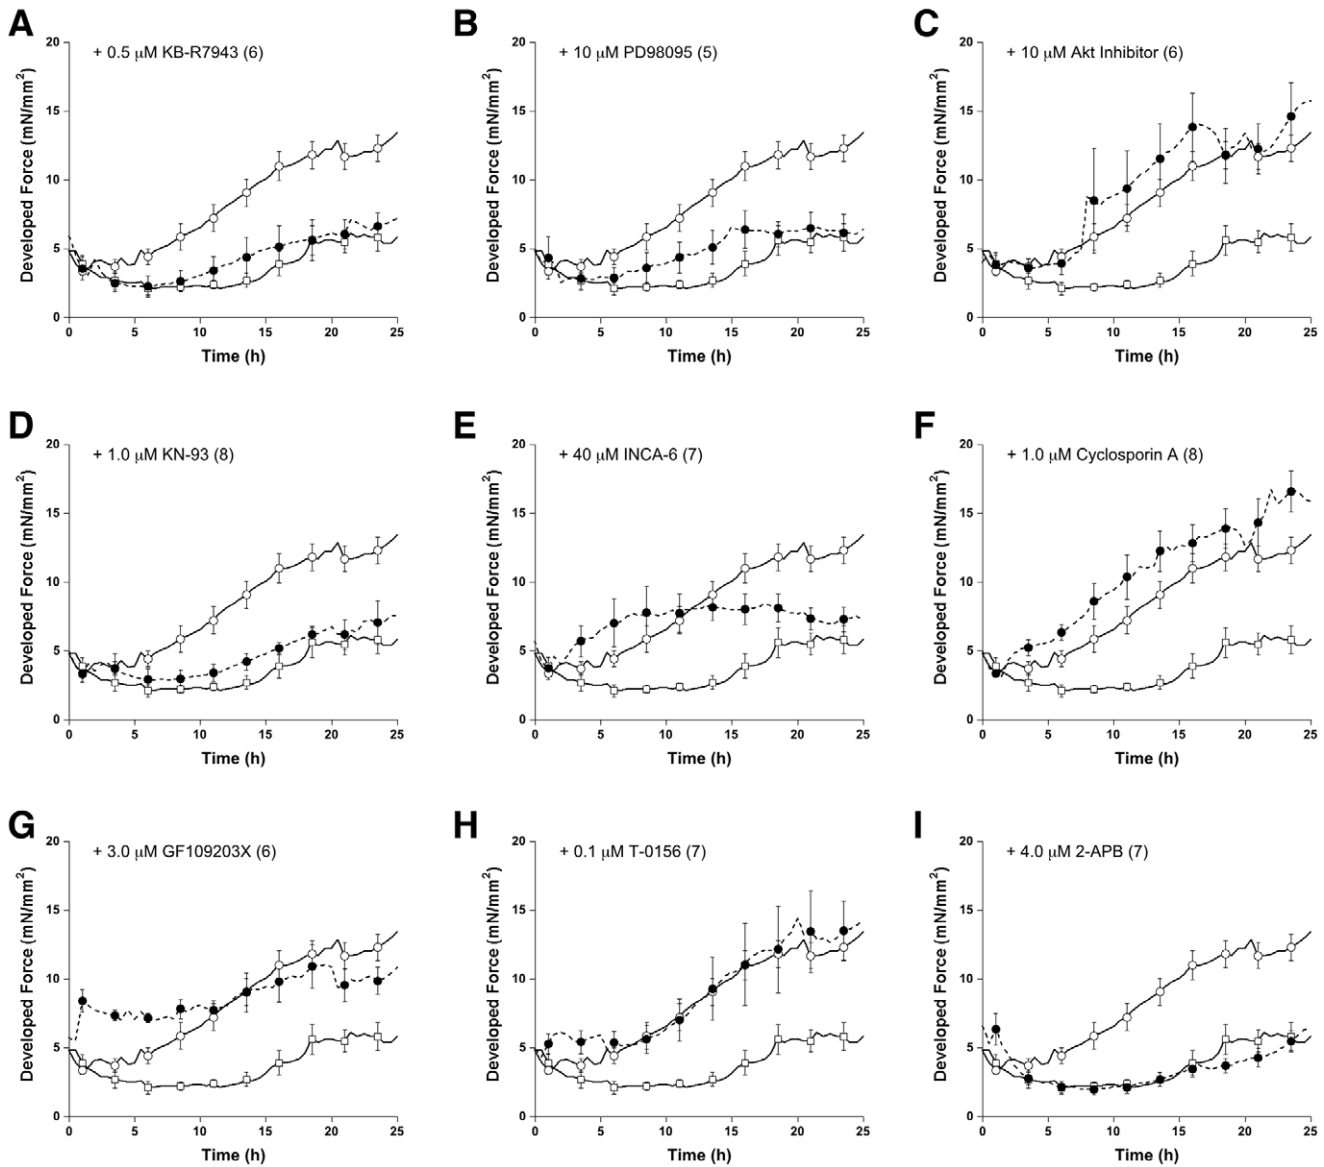 A
+ 0.5 μM KB-R7943 (6)
Developed Force (mN/mm²)
20
15
10
5
0
0 5 10 15 20 25
Time (h)
B
+ 10 μM PD98095 (5)
Developed Force (mN/mm²)
20
15
10
5
0
0 5 10 15 20 25
Time (h)
C
+ 10 μM Akt Inhibitor (6)
Developed Force (mN/mm²)
20
15
10
5
0
0 5 10 15 20 25
Time (h)
D
+ 1.0 μM KN-93 (8)
Developed Force (mN/mm²)
20
15
10
5
0
0 5 10 15 20 25
Time (h)
E
+ 40 μM INCA-6 (7)
Developed Force (mN/mm²)
20
15
10
5
0
0 5 10 15 20 25
Time (h)
F
+ 1.0 μM Cyclosporin A (8)
Developed Force (mN/mm²)
20
15
10
5
0
0 5 10 15 20 25
Time (h)
G
+ 3.0 μM GF109203X (6)
Developed Force (mN/mm²)
20
15
10
5
0
0 5 10 15 20 25
Time (h)
H
+ 0.1 μM T-0156 (7)
Developed Force (mN/mm²)
20
15
10
5
0
0 5 10 15 20 25
Time (h)
I
+ 4.0 μM 2-APB (7)
Developed Force (mN/mm²)
20
15
10
5
0
0 5 10 15 20 25
Time (h)